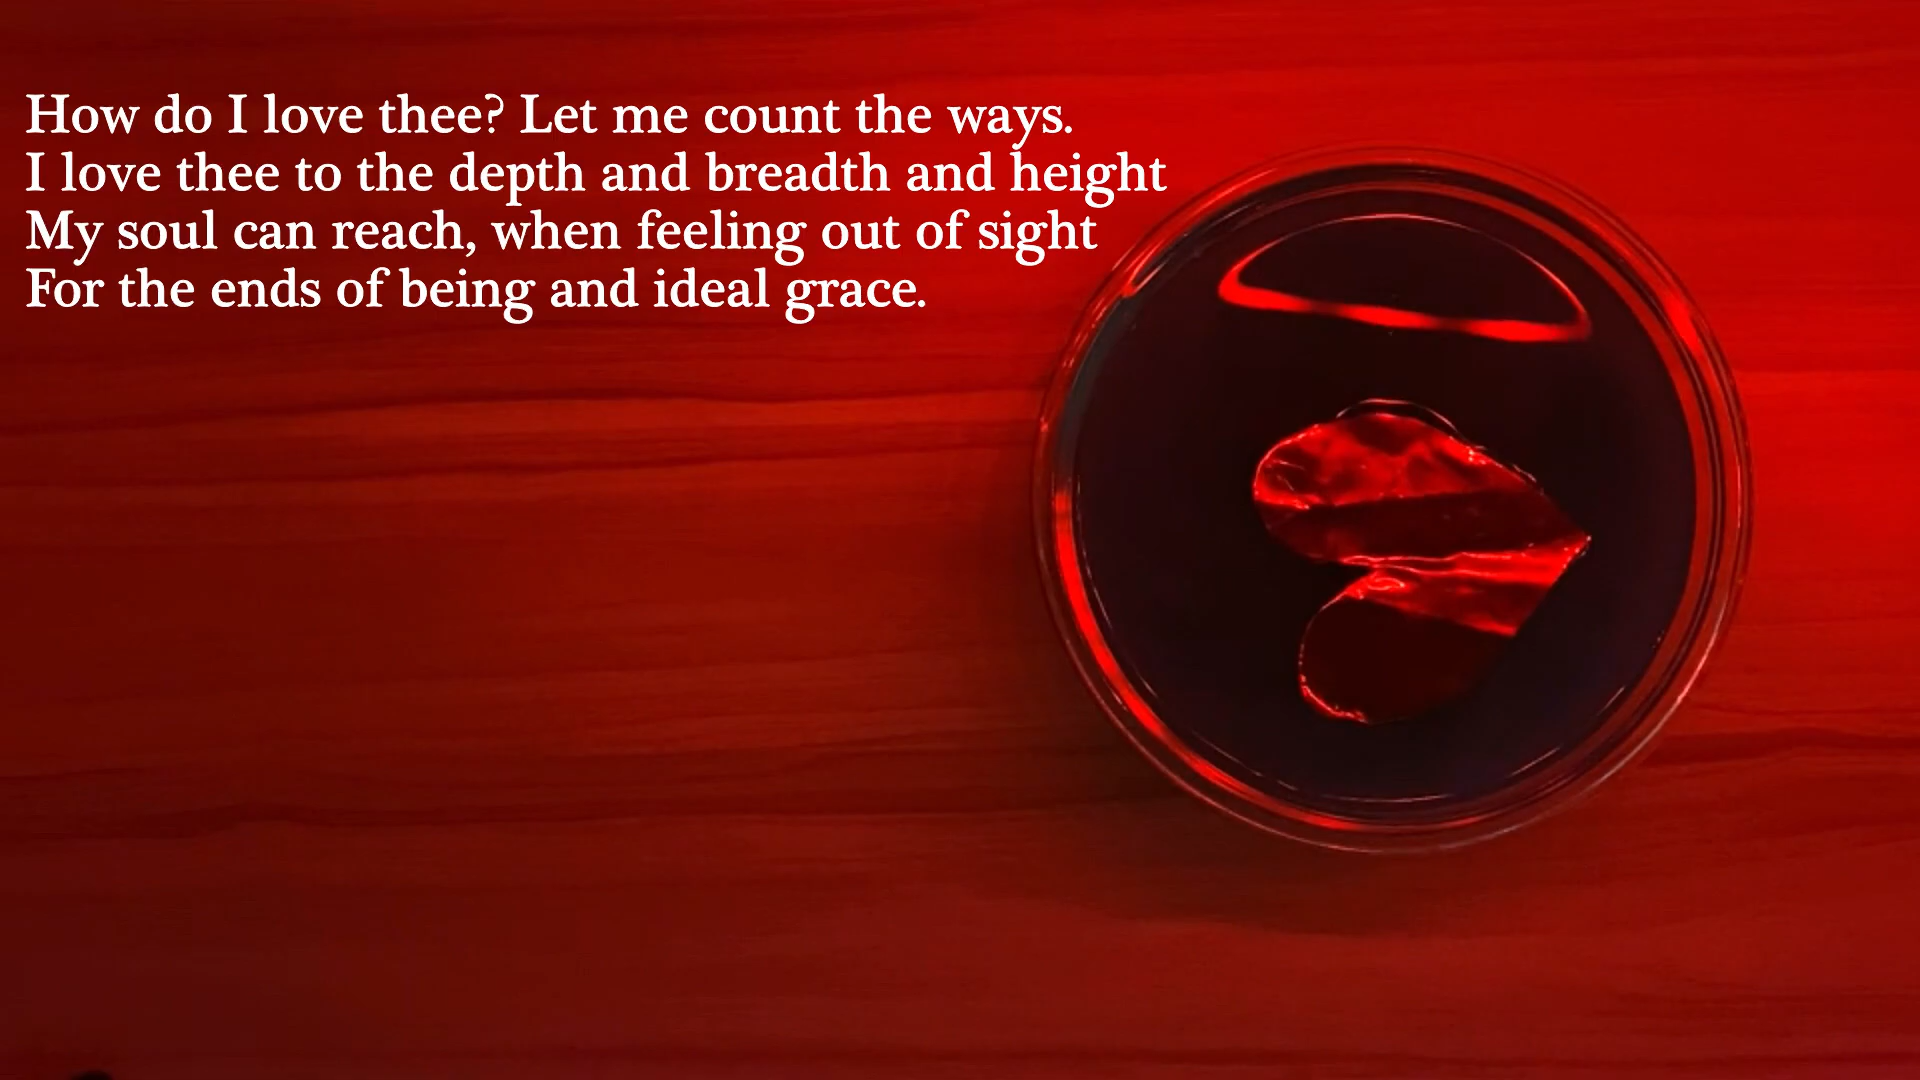 How do I love thee? Let me count the ways.
I love thee to the depth and breadth and height
My soul can reach, when feeling out of sight
For the ends of being and ideal grace.